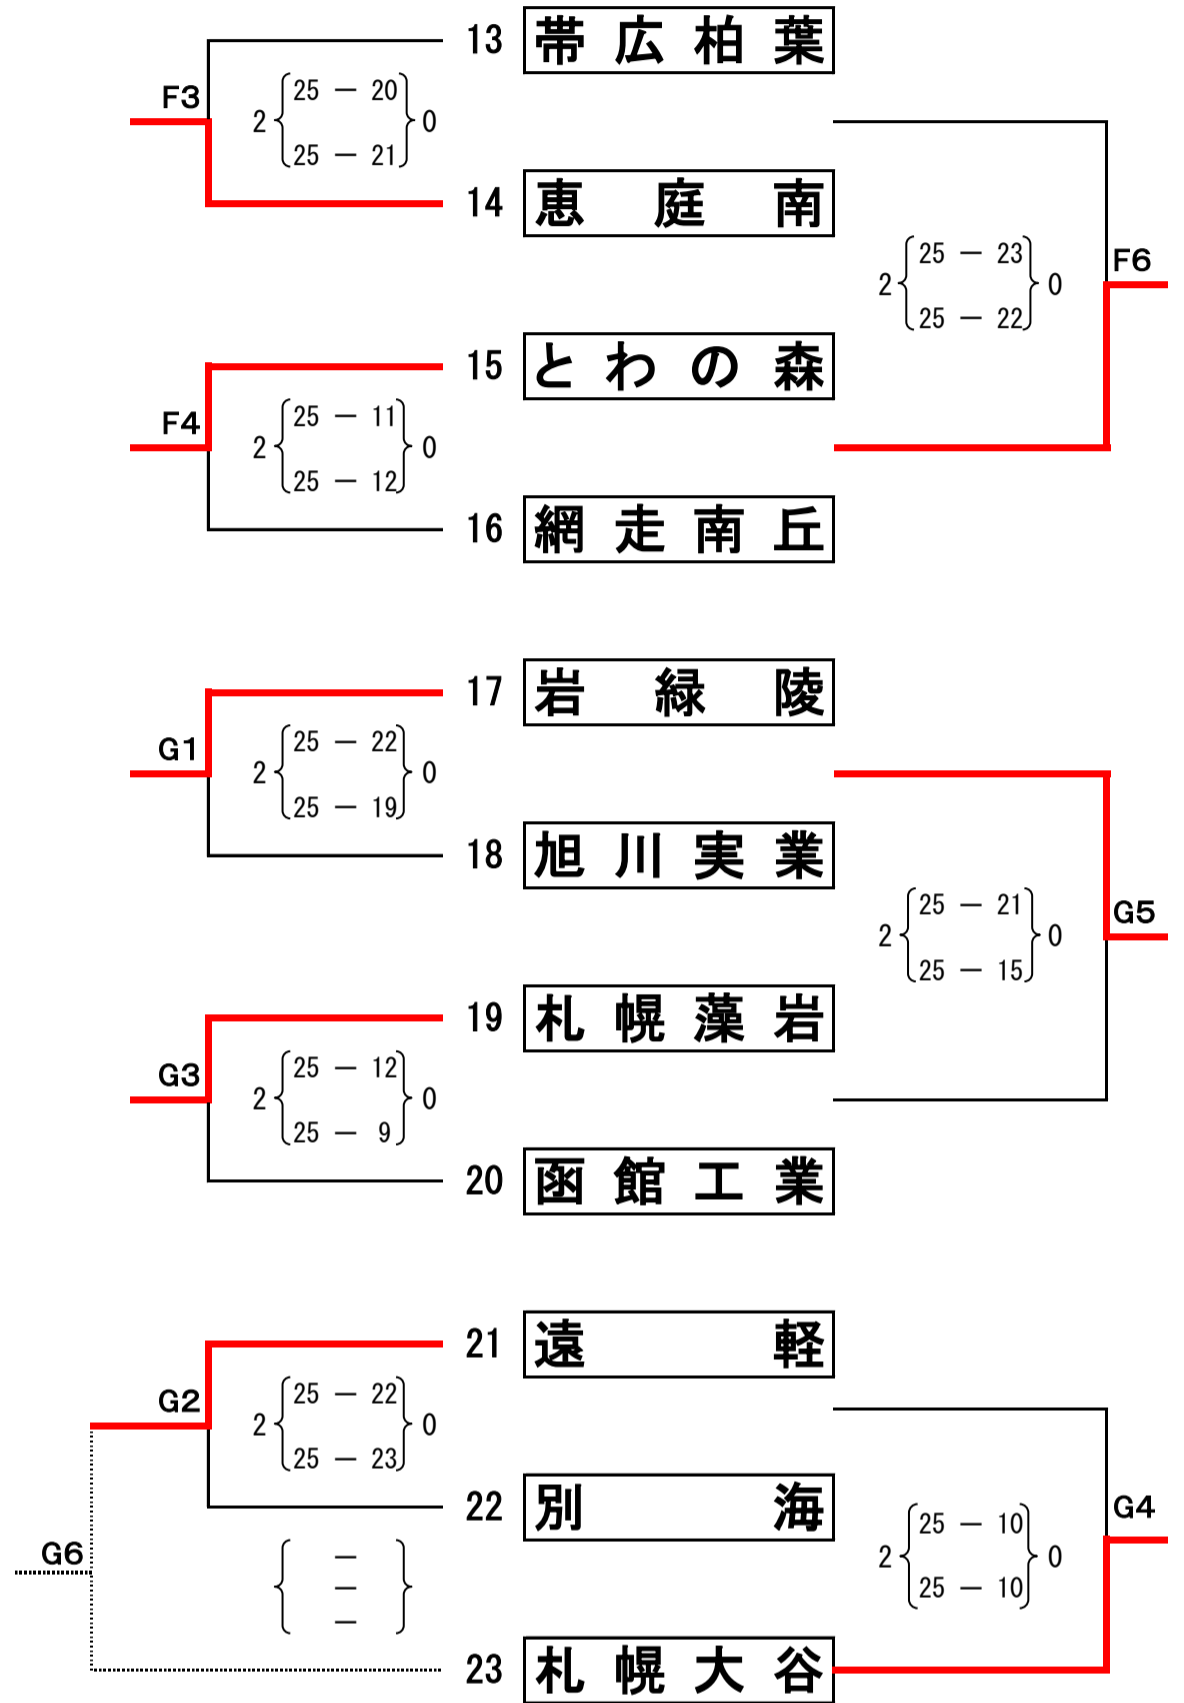 13 帯広柏葉
F3
2 25 － 20 0
25 － 21
14 恵庭南
2 25 － 23 0
25 － 22
F6
15 とわの森
F4
2 25 － 11 0
25 － 12
16 網走南丘
17 岩緑陵
G1
2 25 － 22 0
25 － 19
18 旭川実業
2 25 － 21 0
25 － 15
G5
19 札幌藻岩
G3
2 25 － 12 0
25 － 9
20 函館工業
21 遠軽
G2
2 25 － 22 0
25 － 23
22 別海
G6
－
－
－
2 25 － 10 0
25 － 10
G4
23 札幌大谷